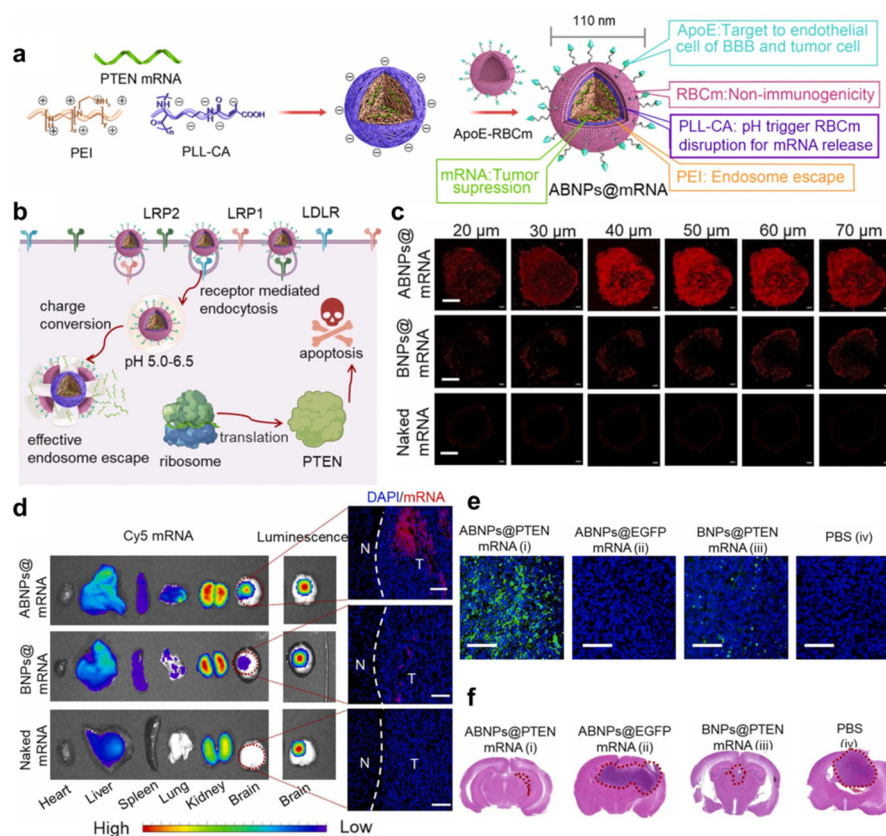 a
PTEN mRNA
PEI
PLL-CA
COOH
ApoE-RBCm
110 nm
ABNPs@mRNA
ApoE:Target to endothelial
cell of BBB and tumor cell
RBCm:Non-immunogenicity
PLL-CA: pH trigger RBCm
disruption for mRNA release
PEI: Endosome escape
mRNA:Tumor
supression
b
LRP2
LRP1
LDLR
receptor mediated
endocytosis
charge
conversion
pH 5.0-6.5
effective
endosome escape
ribosome
translation
PTEN
apoptosis
c
20 μm
30 μm
40 μm
50 μm
60 μm
70 μm
ABNPs@
mRNA
BNPs@
mRNA
Naked
mRNA
d
Cy5 mRNA
Luminescence
DAPI/mRNA
ABNPs@
mRNA
BNPs@
mRNA
Naked
mRNA
N
T
N
T
N
T
Heart
Liver
Spleen
Lung
Kidney
Brain
Brain
High
Low
e
ABNPs@PTEN
mRNA (i)
ABNPs@EGFP
mRNA (ii)
BNPs@PTEN
mRNA (iii)
PBS (iv)
f
ABNPs@PTEN
mRNA (i)
ABNPs@EGFP
mRNA (ii)
BNPs@PTEN
mRNA (iii)
PBS
(iv)